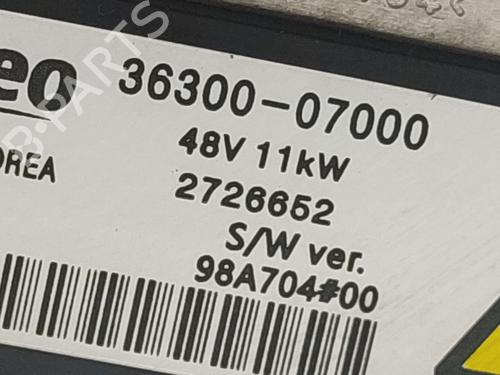 eo 36300-07000
48V 11kW
OREA
2726652
S/W ver.
98A704#00